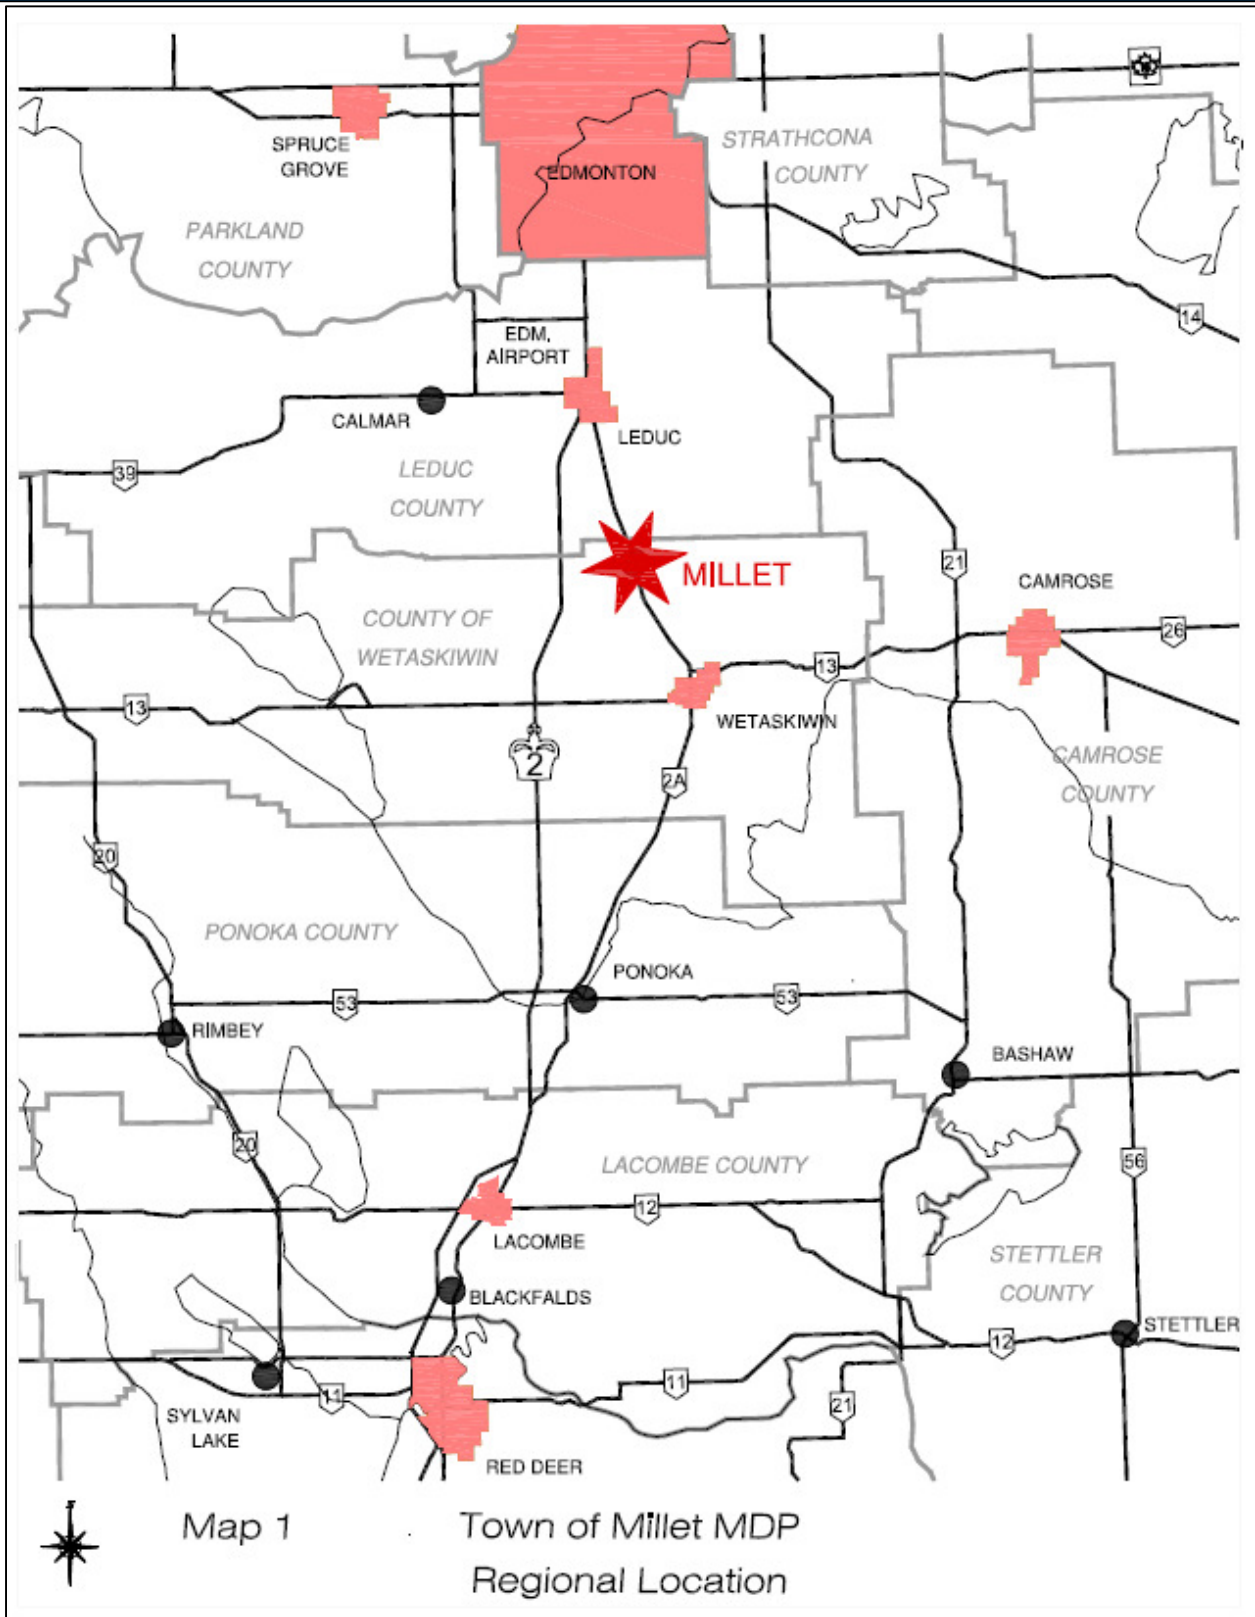 SPRUCE
GROVE
EDMONTON
STRATHCONA
COUNTY
16
PARKLAND
COUNTY
14
EDM,
AIRPORT
CALMAR
LEDUC
39
LEDUC
COUNTY
MILLET
21
CAMROSE
COUNTY OF
WETASKIWIN
26
13
13
WETASKIWIN
2
2A
CAMROSE
COUNTY
20
PONOKA COUNTY
PONOKA
53
53
RIMBEY
BASHAW
20
LACOMBE COUNTY
56
12
LACOMBE
STETTLER
COUNTY
BLACKFALDS
STETTLER
12
11
11
21
SYLVAN
LAKE
RED DEER
Map 1 Town of Millet MDP
Regional Location